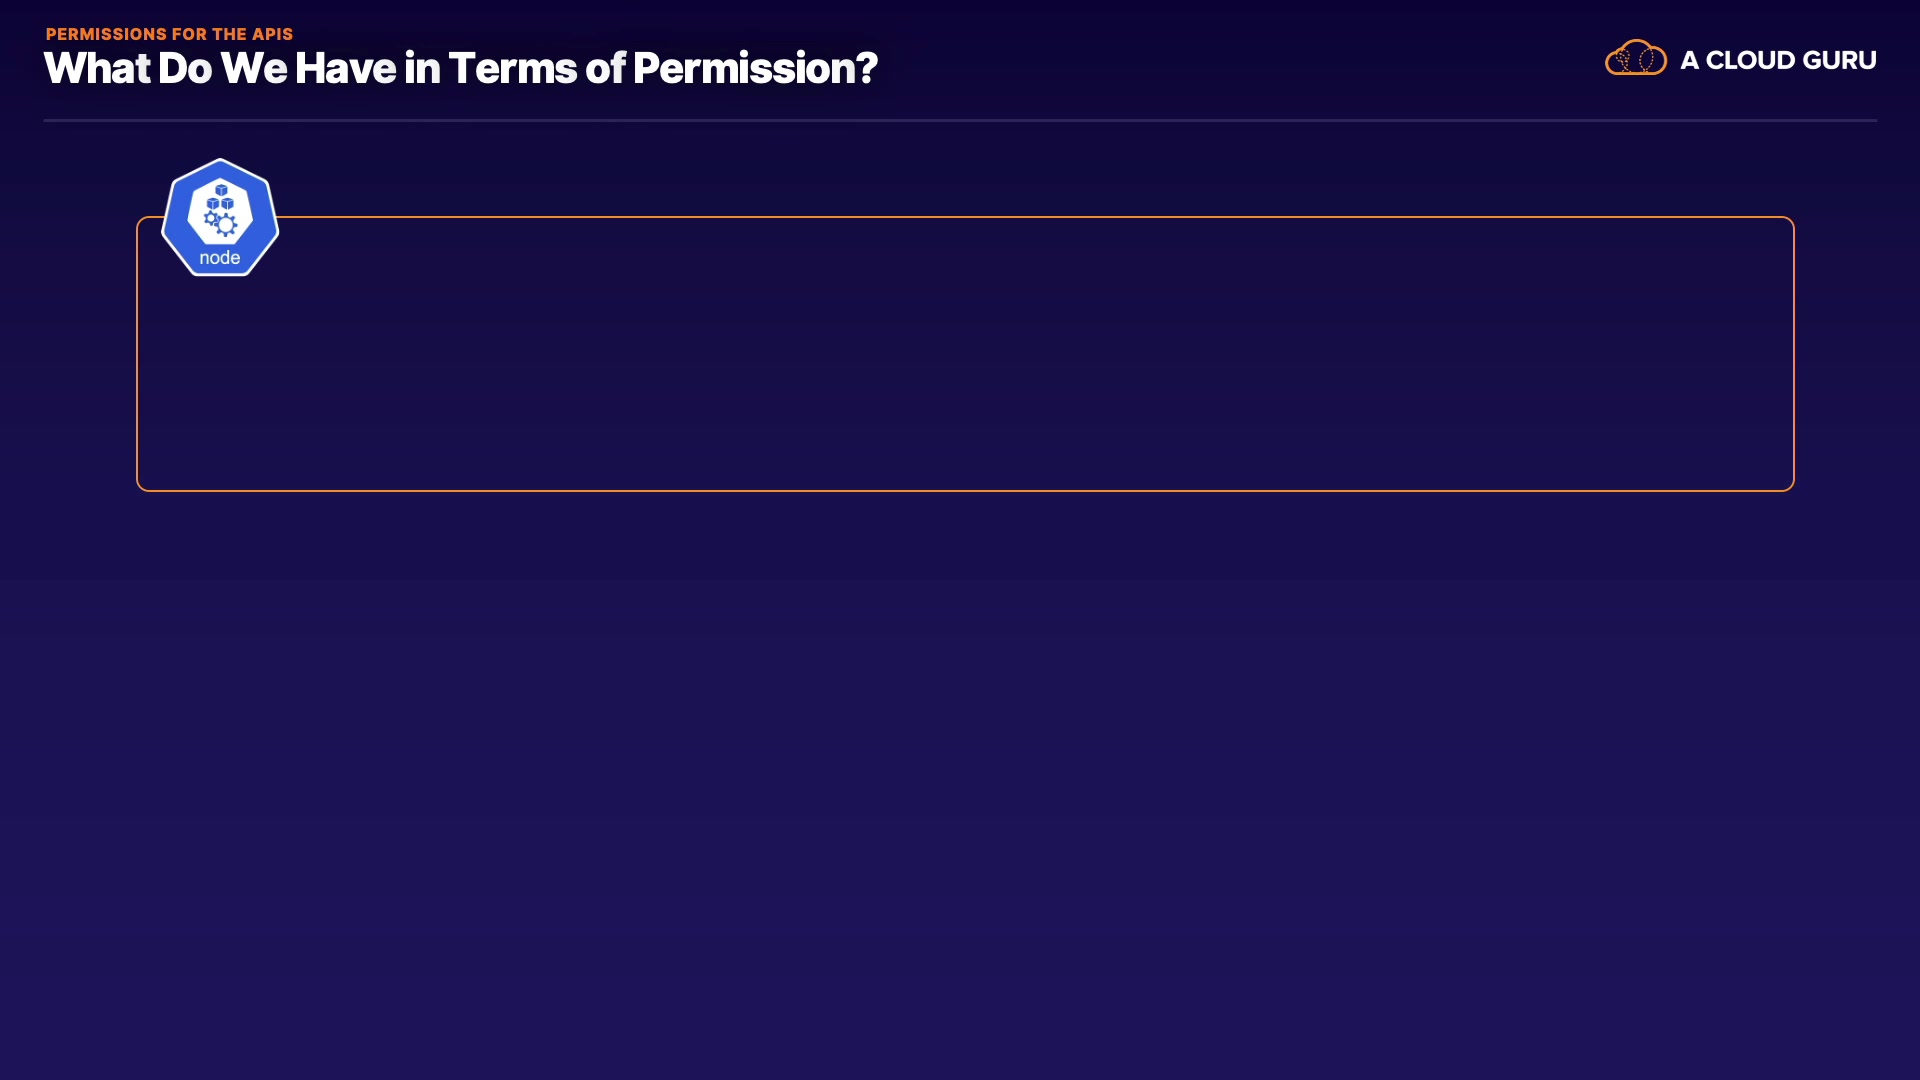 PERMISSIONS FOR THE APIS
What Do We Have in Terms of Permission?
A CLOUD GURU
node